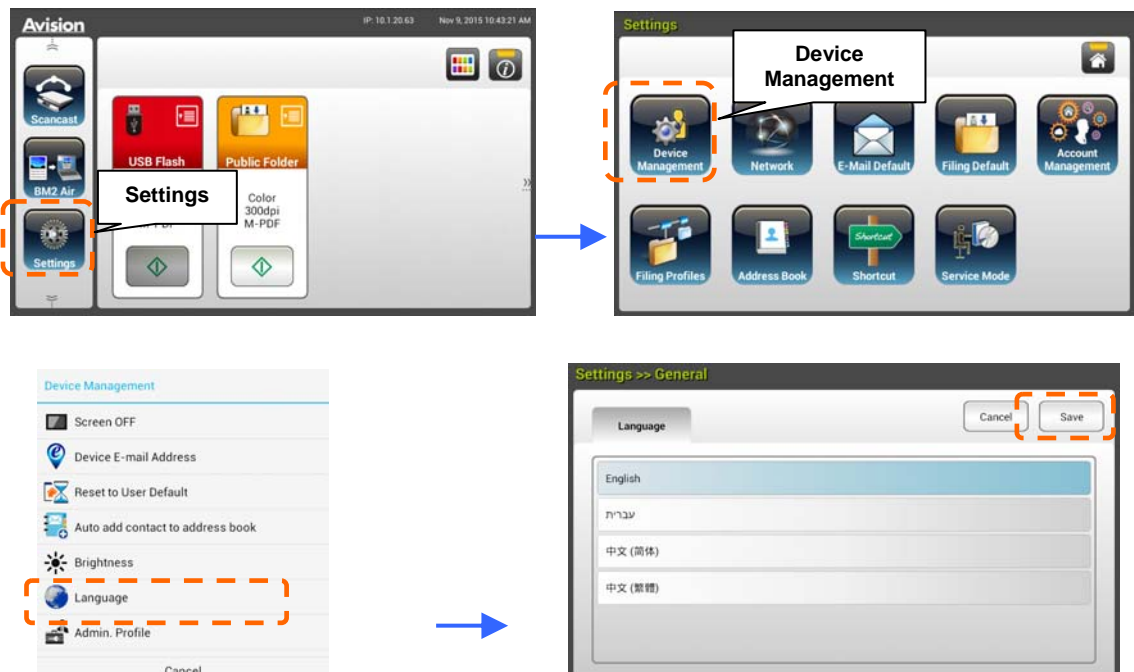 Avision
IP: 10.1.20.63
Nov 9, 2015 10:43:21 AM
Scancast
BM2 Air
Settings
USB Flash
Public Folder
Settings
Color
300dpi
M-PDF
Settings
Device
Management
Device
Management
Network
E-Mail Default
Filing Default
Account
Management
Filing Profiles
Address Book
Shortcut
Shortcut
Service Mode
Device Management
Screen OFF
Device E-mail Address
Reset to User Default
Auto add contact to address book
Brightness
Language
Admin. Profile
Cancel
Settings >> General
Language
Cancel
Save
English
עברית
中文 (简体)
中文 (繁體)